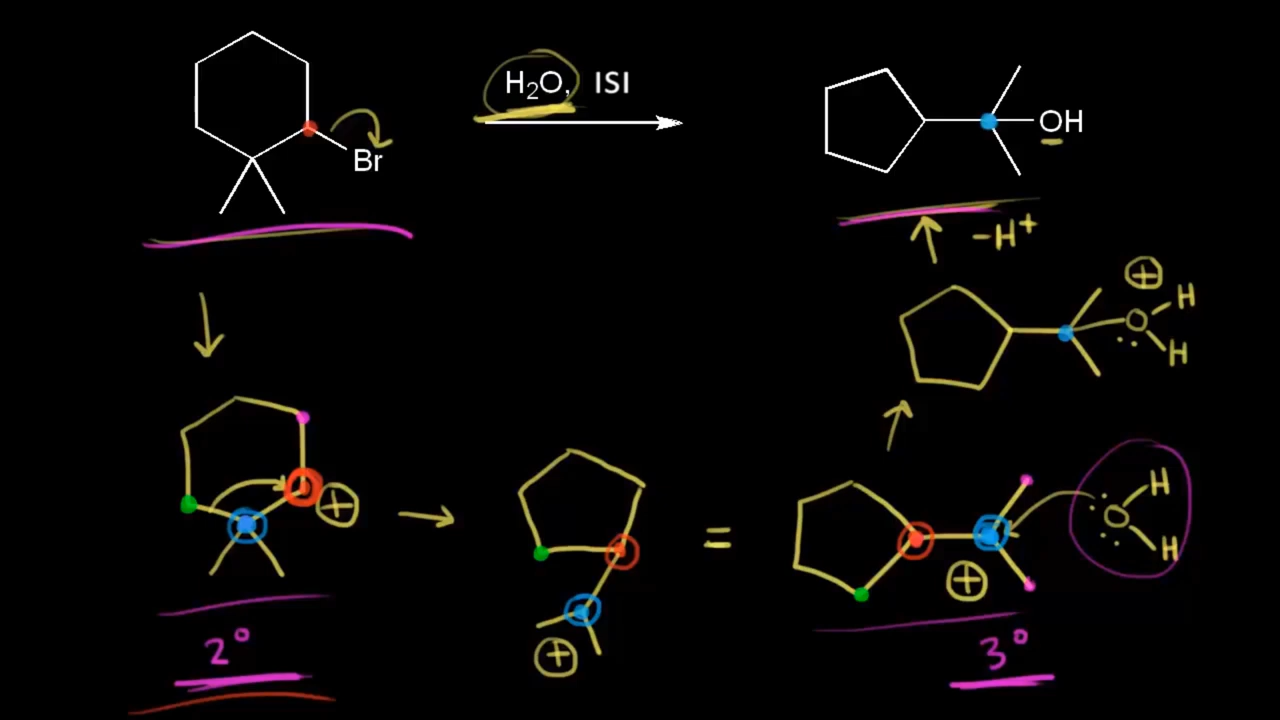 H₂O, ISI
Br
OH
−H⁺
+
O H
H
+
2°
+
=
+
O H
H
3°